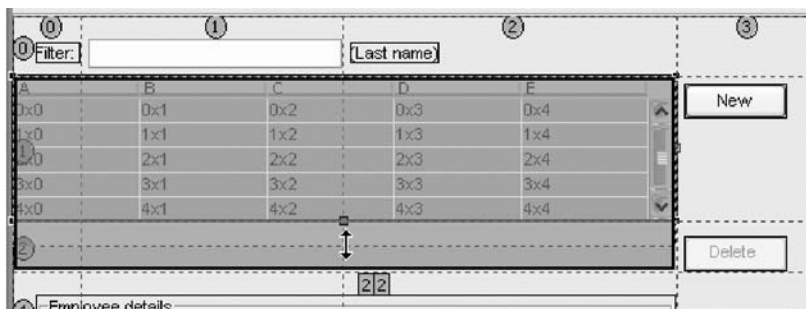 0 1 2 3
0 Filter: (Last name)
A B C D E
0x0 0x1 0x2 0x3 0x4
New
1x0 1x1 1x2 1x3 1x4
1
2x0 2x1 2x2 2x3 2x4
3x0 3x1 3x2 3x3 3x4
4x0 4x1 4x2 4x3 4x4
2
Delete
2 2
Employee details